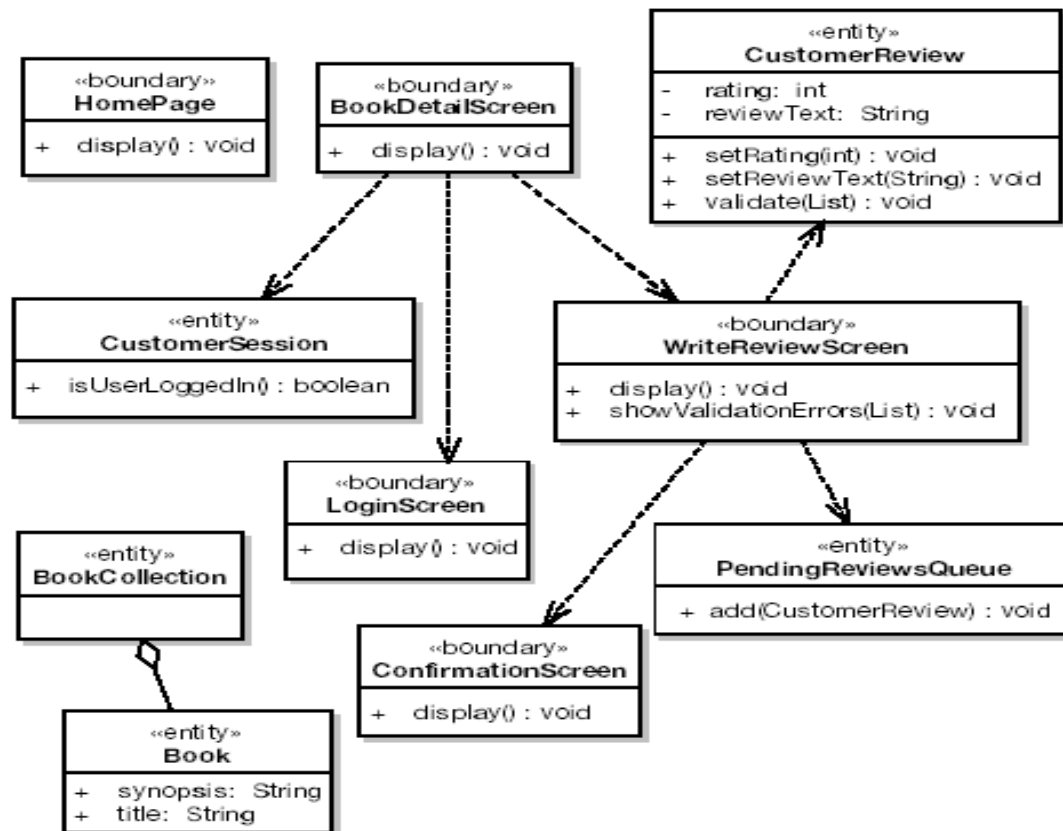 «boundary»
HomePage
+ display() : void
«boundary»
BookDetailScreen
+ display() : void
«entity»
CustomerReview
- rating: int
- reviewText: String
+ setRating(int) : void
+ setReviewText(String) : void
+ validate(List) : void
«entity»
CustomerSession
+ isUserLoggedIn() : boolean
«boundary»
WriteReviewScreen
+ display() : void
+ showValidationErrors(List) : void
«boundary»
LoginScreen
+ display() : void
«entity»
BookCollection
«entity»
PendingReviewsQueue
+ add(CustomerReview) : void
«boundary»
ConfirmationScreen
+ display() : void
«entity»
Book
+ synopsis: String
+ title: String